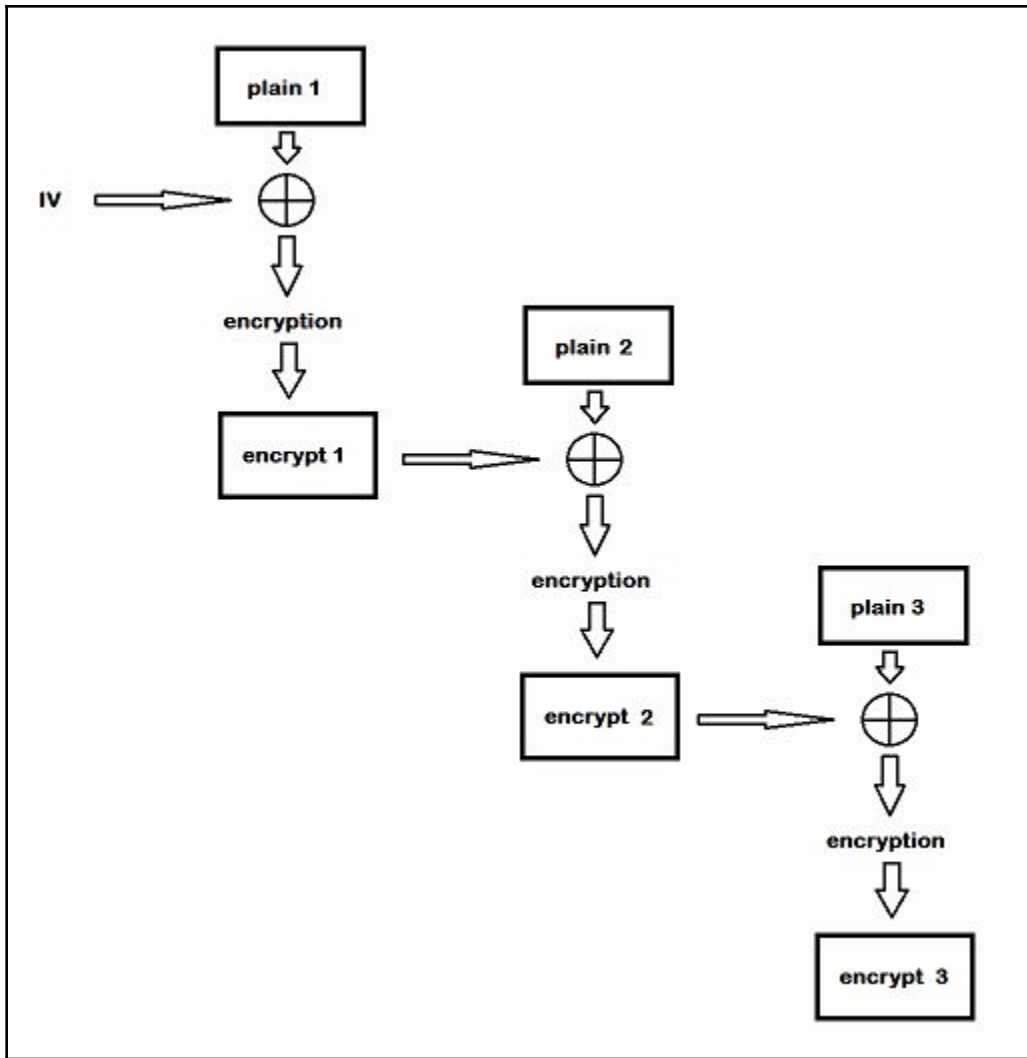 plain 1
IV
encryption
plain 2
encrypt 1
encryption
plain 3
encrypt 2
encryption
encrypt 3